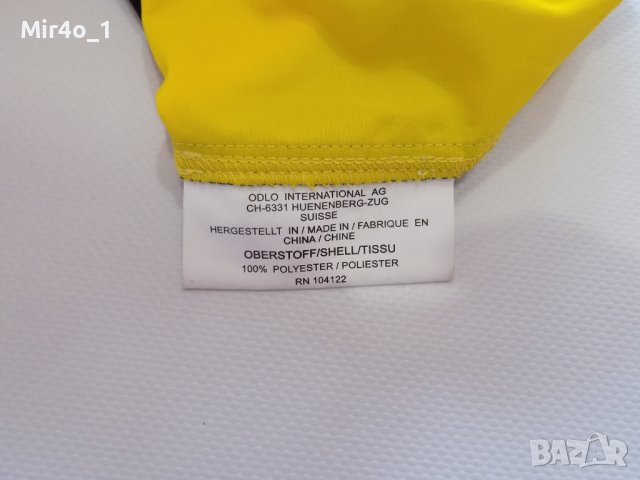 Mir4o_1
ODLO INTERNATIONAL AG
CH-6331 HUENENBERG-ZUG
SUISSE
HERGESTELLT IN / MADE IN / FABRIQUE EN
CHINA / CHINE
OBERSTOFF/SHELL/TISSU
100% POLYESTER / POLIESTER
RN 104122
BAZAR